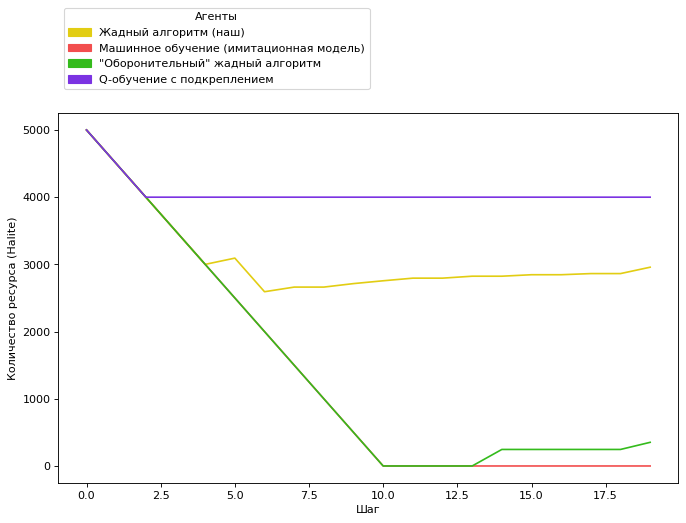 Агенты
Жадный алгоритм (наш)
Машинное обучение (имитационная модель)
"Оборонительный" жадный алгоритм
Q-обучение с подкреплением
5000
4000
3000
2000
1000
0
Количество ресурса (Halite)
0.0 2.5 5.0 7.5 10.0 12.5 15.0 17.5
Шаг